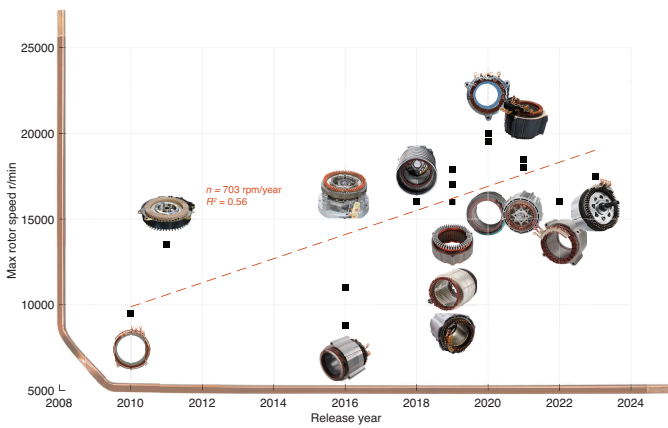 25000
20000
15000
10000
5000
Max rotor speed r/min
n = 703 rpm/year
R² = 0.56
2008 2010 2012 2014 2016 2018 2020 2022 2024
Release year